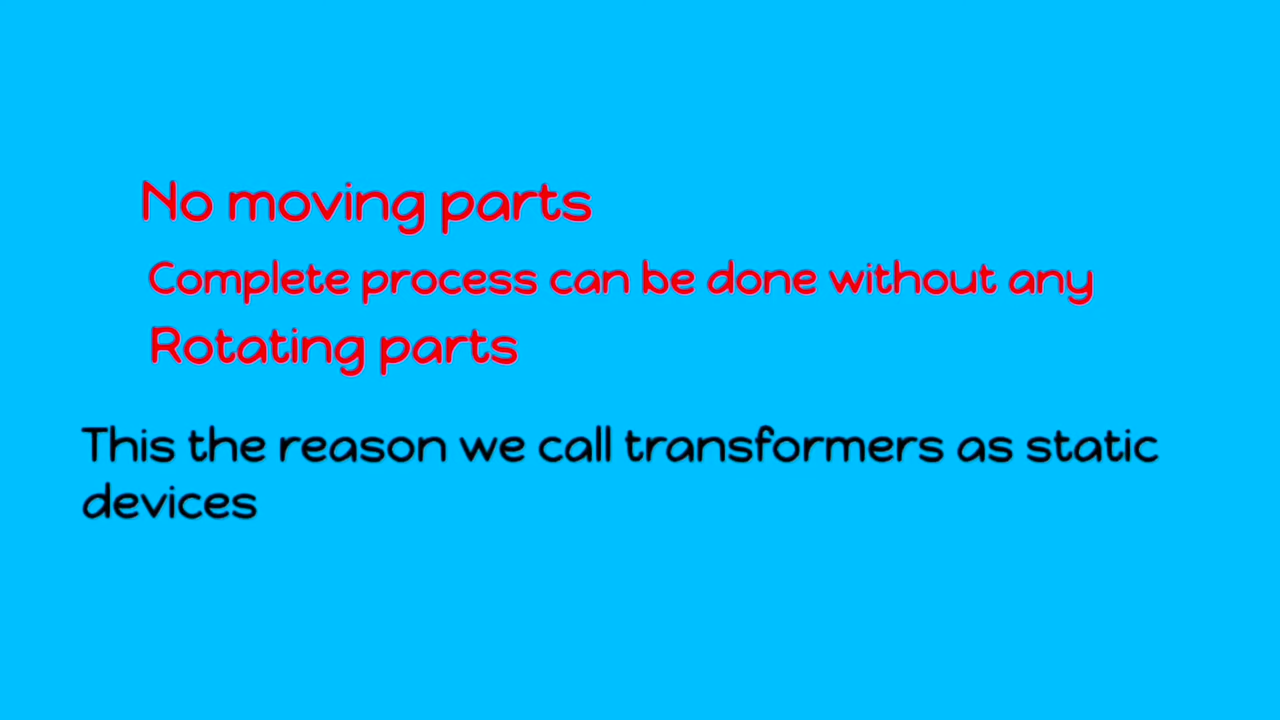 No moving parts
Complete process can be done without any
Rotating parts
This the reason we call transformers as static
devices